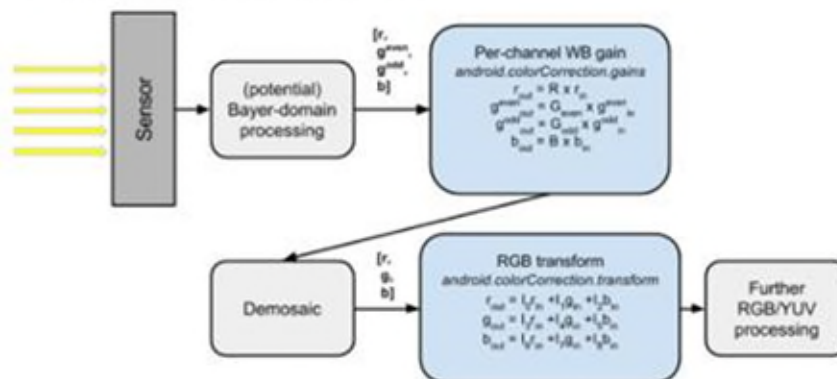 Sensor
(potential)
Bayer-domain
processing
[r,
g^even,
g^odd,
b]
Per-channel WB gain
android.colorCorrection.gains
r_out = R x r_in
g^even_out = G_even x g^even_in
g^odd_out = G_odd x g^odd_in
b_out = B x b_in
Demosaic
[r,
g,
b]
RGB transform
android.colorCorrection.transform
r_out = I_0r_in +I_1g_in +I_2b_in
g_out = I_3r_in +I_4g_in +I_5b_in
b_out = I_6r_in +I_7g_in +I_8b_in
Further
RGB/YUV
processing